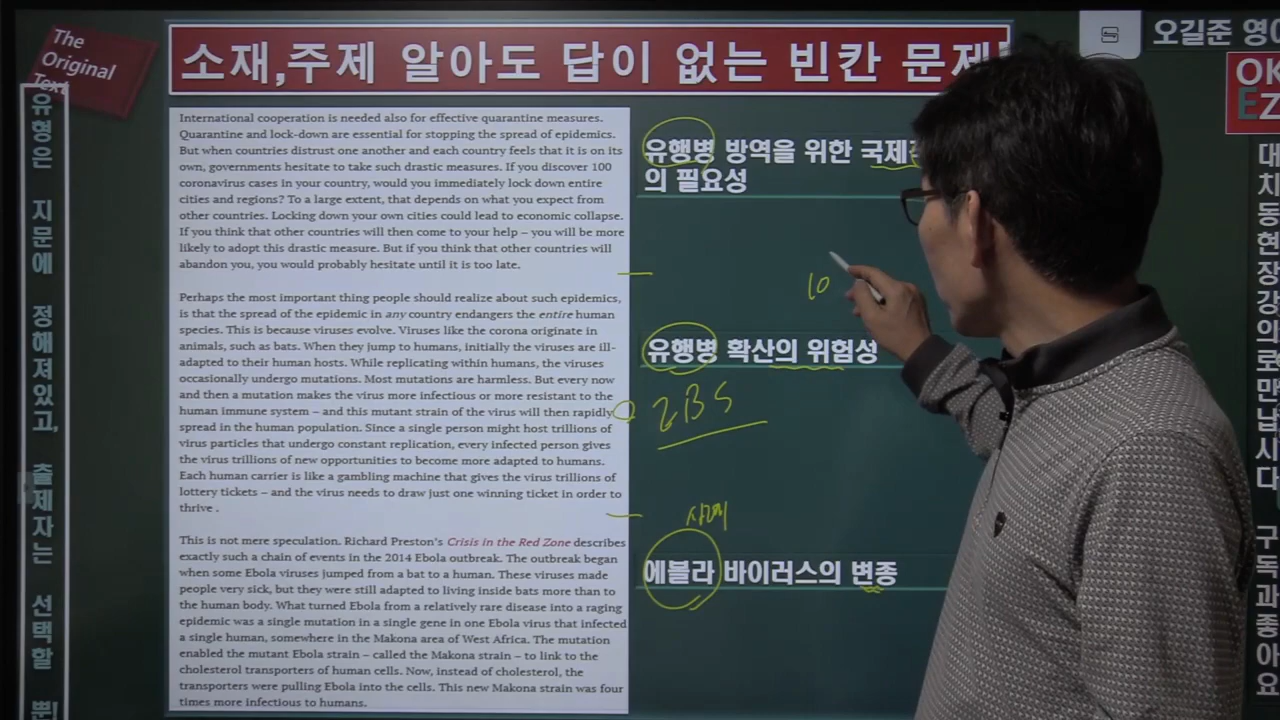 The
Original
Text
소재,주제 알아도 답이 없는 빈칸 문제!
오길준 영어
OK
EZ
유형은 지문에 정해져있고, 출제자는 선택할 뿐
International cooperation is needed also for effective quarantine measures.
Quarantine and lock-down are essential for stopping the spread of epidemics.
But when countries distrust one another and each country feels that it is on its
own, governments hesitate to take such drastic measures. If you discover 100
coronavirus cases in your country, would you immediately lock down entire
cities and regions? To a large extent, that depends on what you expect from
other countries. Locking down your own cities could lead to economic collapse.
If you think that other countries will then come to your help – you will be more
likely to adopt this drastic measure. But if you think that other countries will
abandon you, you would probably hesitate until it is too late.
Perhaps the most important thing people should realize about such epidemics,
is that the spread of the epidemic in any country endangers the entire human
species. This is because viruses evolve. Viruses like the corona originate in
animals, such as bats. When they jump to humans, initially the viruses are ill-
adapted to their human hosts. While replicating within humans, the viruses
occasionally undergo mutations. Most mutations are harmless. But every now
and then a mutation makes the virus more infectious or more resistant to the
human immune system – and this mutant strain of the virus will then rapidly
spread in the human population. Since a single person might host trillions of
virus particles that undergo constant replication, every infected person gives
the virus trillions of new opportunities to become more adapted to humans.
Each human carrier is like a gambling machine that gives the virus trillions of
lottery tickets – and the virus needs to draw just one winning ticket in order to
thrive .
This is not mere speculation. Richard Preston's Crisis in the Red Zone describes
exactly such a chain of events in the 2014 Ebola outbreak. The outbreak began
when some Ebola viruses jumped from a bat to a human. These viruses made
people very sick, but they were still adapted to living inside bats more than to
the human body. What turned Ebola from a relatively rare disease into a raging
epidemic was a single mutation in a single gene in one Ebola virus that infected
a single human, somewhere in the Makona area of West Africa. The mutation
enabled the mutant Ebola strain – called the Makona strain – to link to the
cholesterol transporters of human cells. Now, instead of cholesterol, the
transporters were pulling Ebola into the cells. This new Makona strain was four
times more infectious to humans.
유행병 방역을 위한 국제
의 필요성
10
유행병 확산의 위험성
EBS
사례
에볼라 바이러스의 변종
대치동현장강의로만납시다 구독과종아요